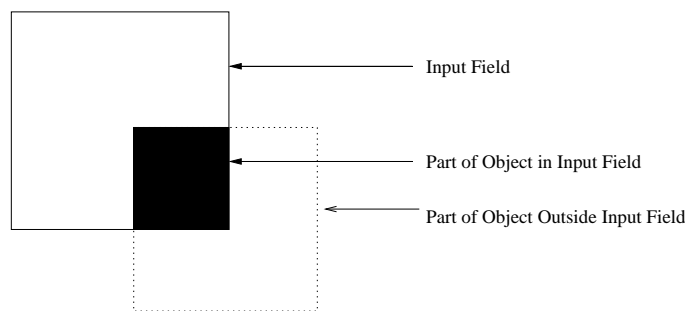 Input Field
Part of Object in Input Field
Part of Object Outside Input Field